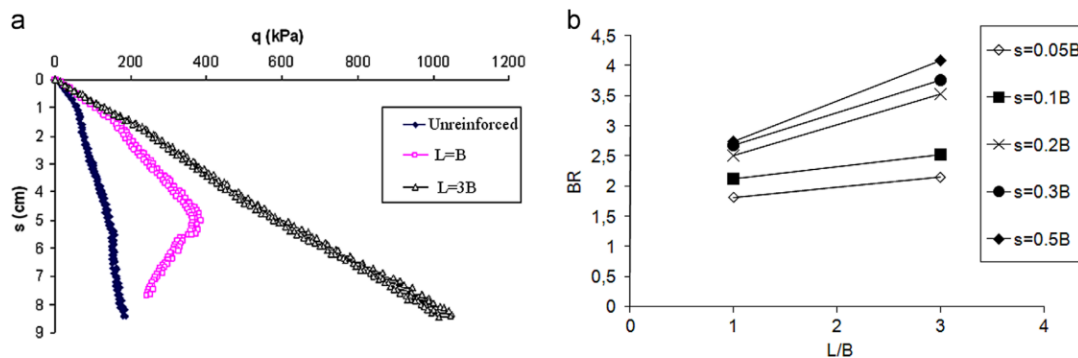 a
q (kPa)
0 200 400 600 800 1000 1200
0
1
2
3
4
5
6
7
8
9
s (cm)
Unreinforced
L=B
L=3B
b
4,5
4
3,5
3
2,5
2
1,5
1
0,5
0
BR
0 1 2 3 4
L/B
s=0.05B
s=0.1B
s=0.2B
s=0.3B
s=0.5B